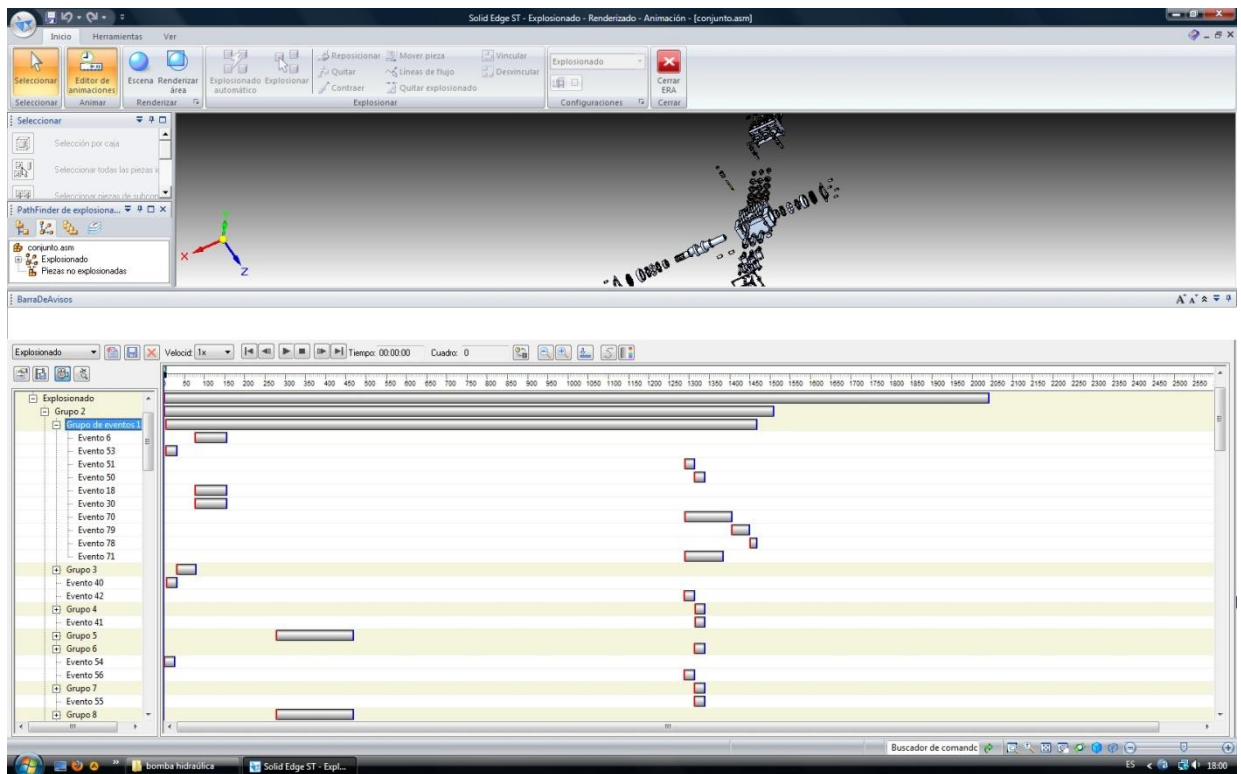 Solid Edge ST - Explosionado - Renderizado - Animación - [conjunto.asm]
Inicio Herramientas Ver
Seleccionar
Editor de animaciones
Escena
Renderizar área
Explosionado automático
Explosionar
Reposicionar
Quitar
Contraer
Mover pieza
Líneas de flujo
Quitar explosionado
Vincular
Desvincular
Explosionado
Cerrar ERA
Seleccionar Animar Renderizar Explosionar Configuraciones Cerrar
Seleccionar
Selección por caja
Seleccionar todas las piezas
Seleccionar piezas de
PathFinder de explosiona...
conjunto.asm
Explosionado
Piezas no explosionadas
Y
X
Z
BarraDeAvisos
Explosionado Velocid: 1x Tiempo: 00:00:00 Cuadro: 0
50 100 150 200 250 300 350 400 450 500 550 600 650 700 750 800 850 900 950 1000 1050 1100 1150 1200 1250 1300 1350 1400 1450 1500 1550 1600 1650 1700 1750 1800 1850 1900 1950 2000 2050 2100 2150 2200 2250 2300 2350 2400 2450 2500 2550
Explosionado
Grupo 2
Grupo de eventos 1
Evento 6
Evento 53
Evento 51
Evento 50
Evento 18
Evento 30
Evento 70
Evento 79
Evento 78
Evento 71
Grupo 3
Evento 40
Evento 42
Grupo 4
Evento 41
Grupo 5
Grupo 6
Evento 54
Evento 56
Grupo 7
Evento 55
Grupo 8
Buscador de comandc
bomba hidráulica
Solid Edge ST - Expl...
ES 18:00